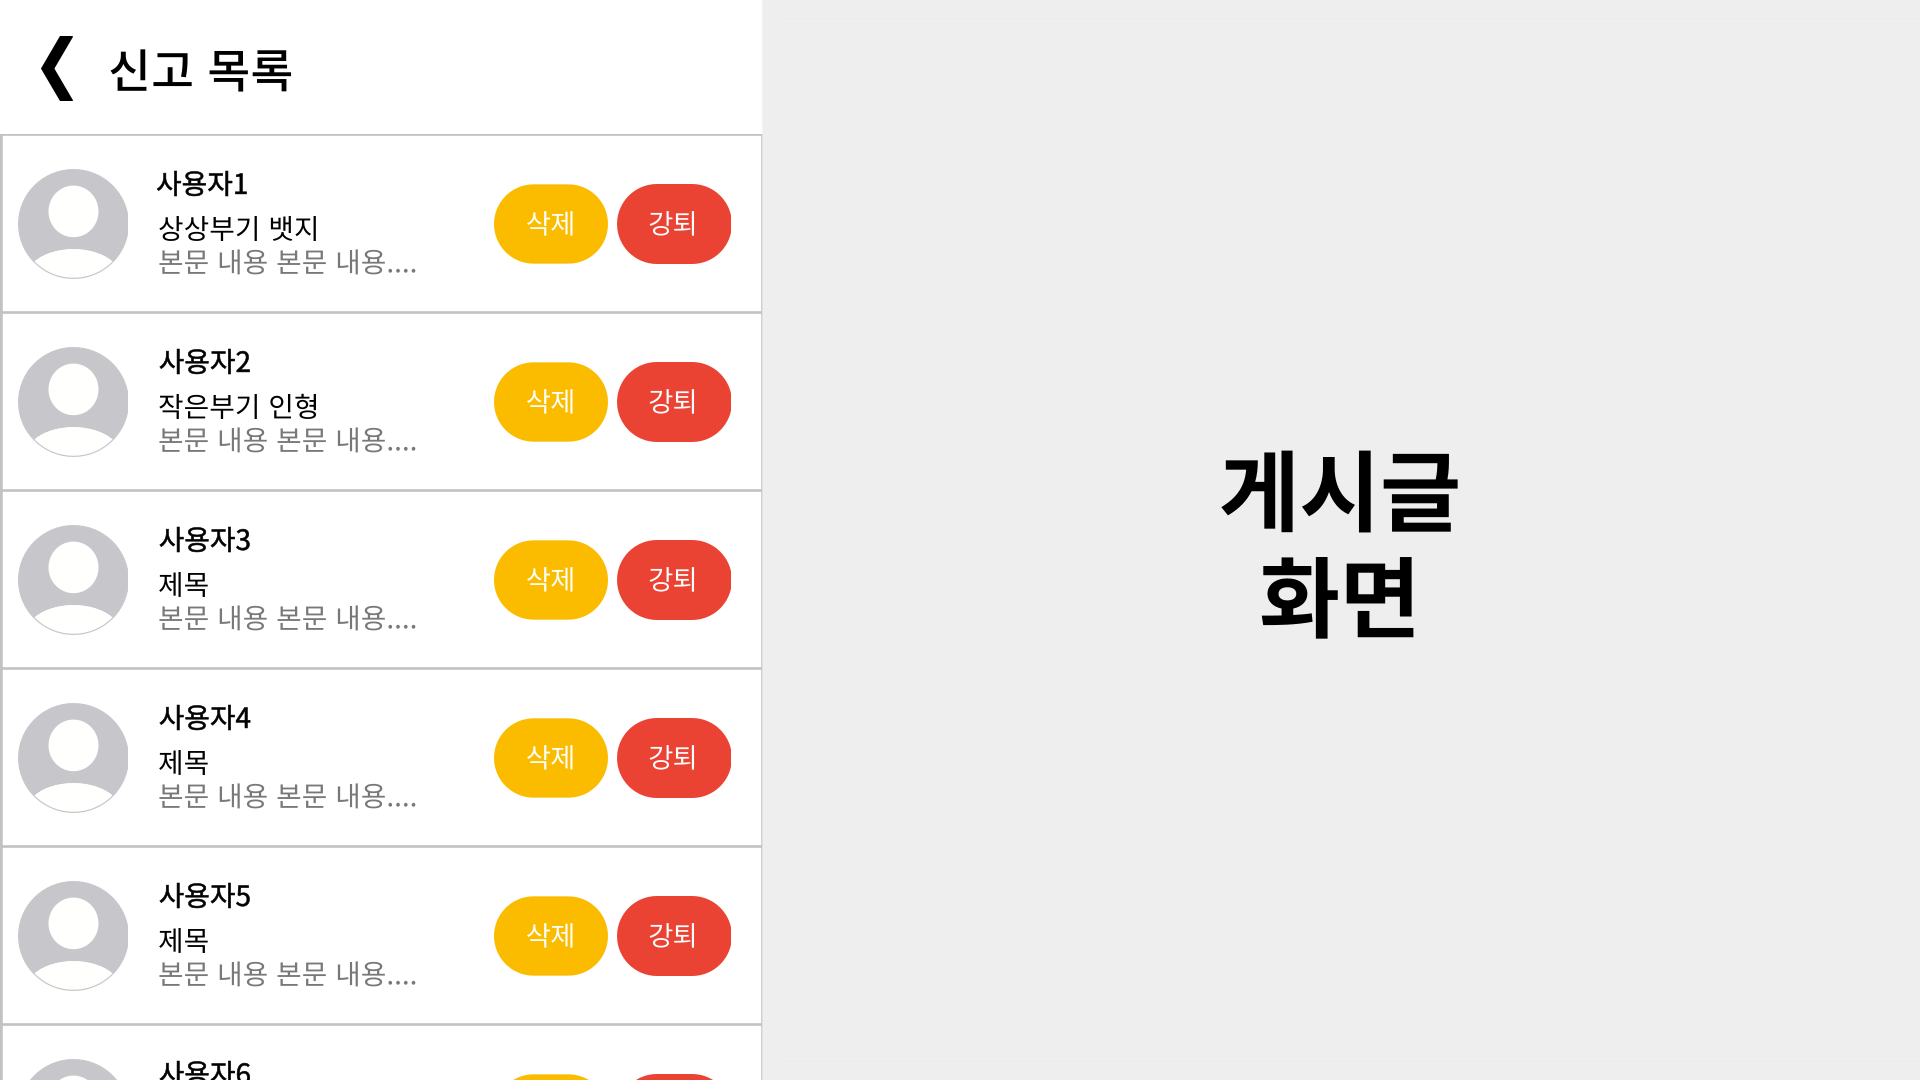 신고 목록
사용자1
상상부기 뱃지
본문 내용 본문 내용....
삭제
강퇴
사용자2
작은부기 인형
본문 내용 본문 내용....
삭제
강퇴
사용자3
제목
본문 내용 본문 내용....
삭제
강퇴
사용자4
제목
본문 내용 본문 내용....
삭제
강퇴
사용자5
제목
본문 내용 본문 내용....
삭제
강퇴
사용자6
게시글
화면